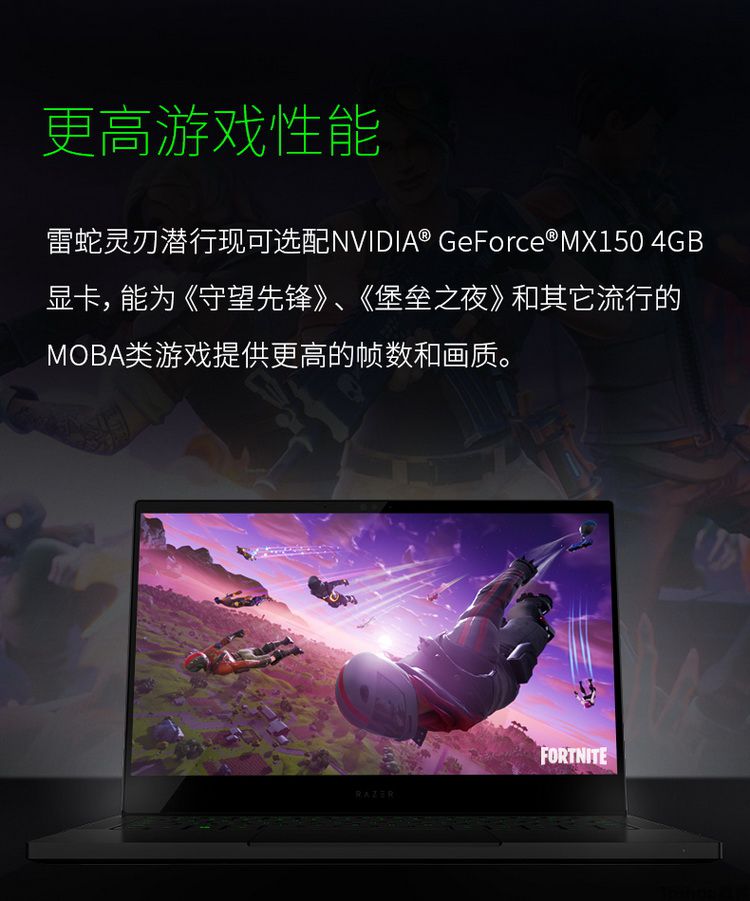 更高游戏性能
雷蛇灵刃潜行现可选配NVIDIA® GeForce®MX150 4GB
显卡，能为《守望先锋》、《堡垒之夜》和其它流行的
MOBA类游戏提供更高的帧数和画质。
FORTNITE
RAZER